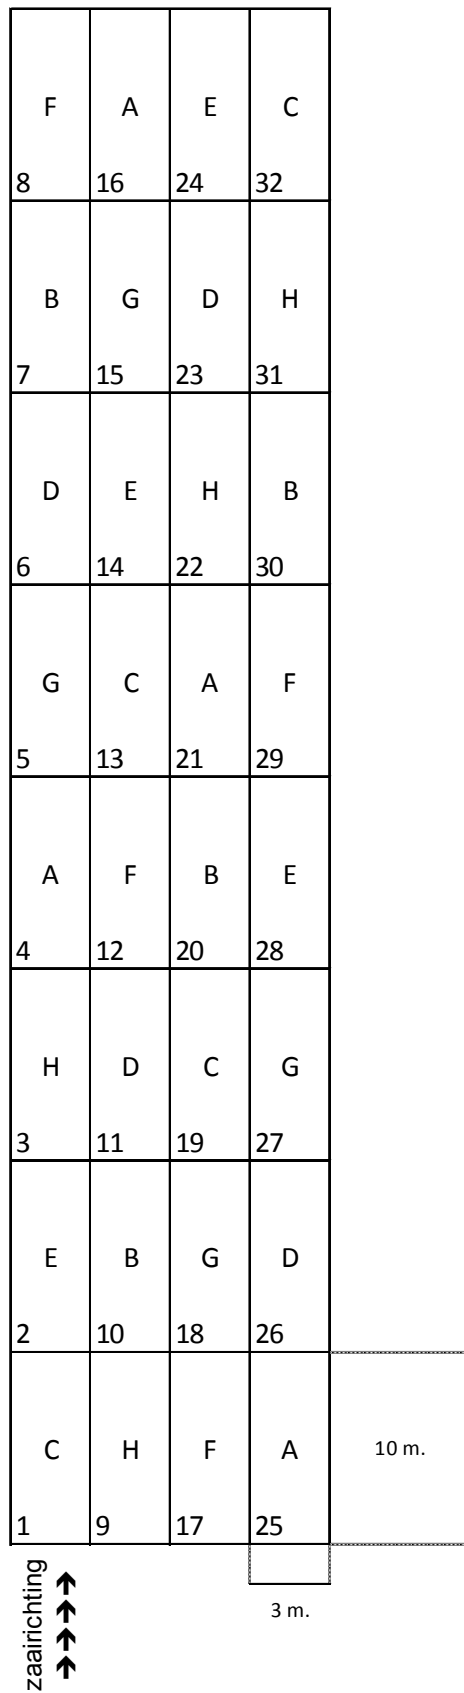 F A E C
8 16 24 32
B G D H
7 15 23 31
D E H B
6 14 22 30
G C A F
5 13 21 29
A F B E
4 12 20 28
H D C G
3 11 19 27
E B G D
2 10 18 26
C H F A 10 m.
1 9 17 25
zaairichting
3 m.